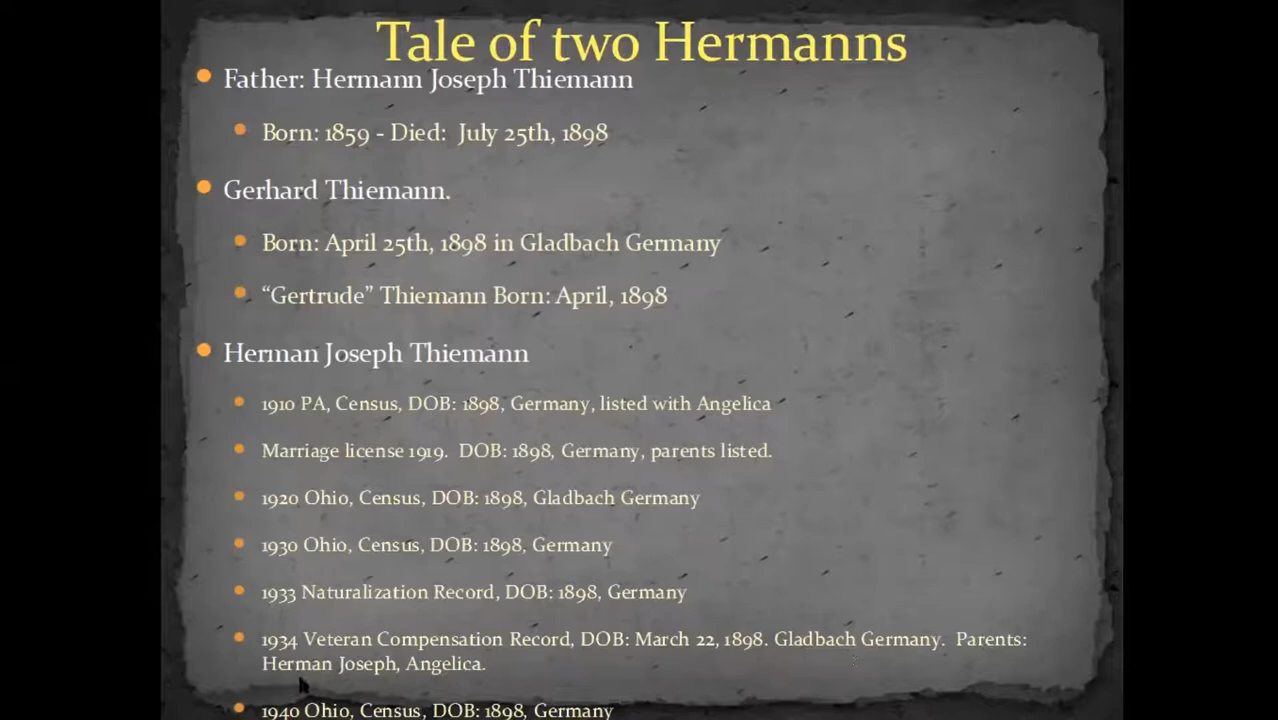 Tale of two Hermanns
Father: Hermann Joseph Thiemann
Born: 1859 - Died: July 25th, 1898
Gerhard Thiemann.
Born: April 25th, 1898 in Gladbach Germany
“Gertrude” Thiemann Born: April, 1898
Herman Joseph Thiemann
1910 PA, Census, DOB: 1898, Germany, listed with Angelica
Marriage license 1919. DOB: 1898, Germany, parents listed.
1920 Ohio, Census, DOB: 1898, Gladbach Germany
1930 Ohio, Census, DOB: 1898, Germany
1933 Naturalization Record, DOB: 1898, Germany
1934 Veteran Compensation Record, DOB: March 22, 1898. Gladbach Germany. Parents:
Herman Joseph, Angelica.
1940 Ohio, Census, DOB: 1898, Germany